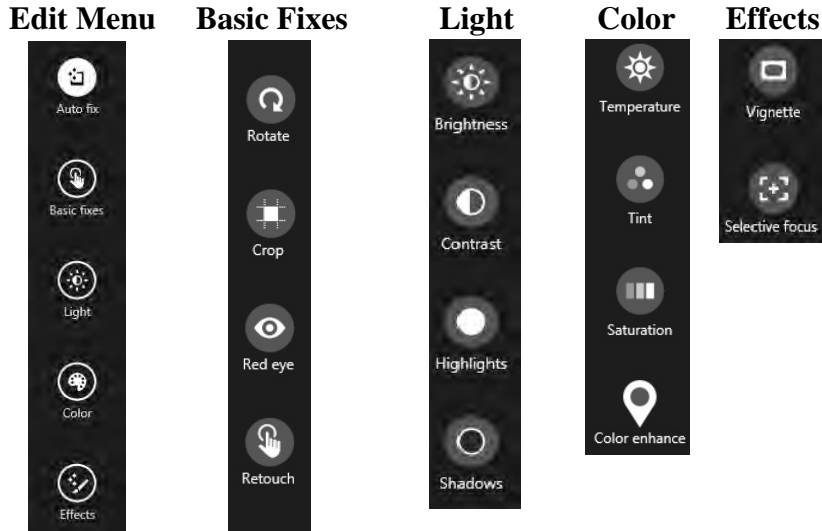 Edit Menu
Auto fix
Basic fixes
Light
Color
Effects
Basic Fixes
Rotate
Crop
Red eye
Retouch
Light
Brightness
Contrast
Highlights
Shadows
Color
Temperature
Tint
Saturation
Color enhance
Effects
Vignette
Selective focus